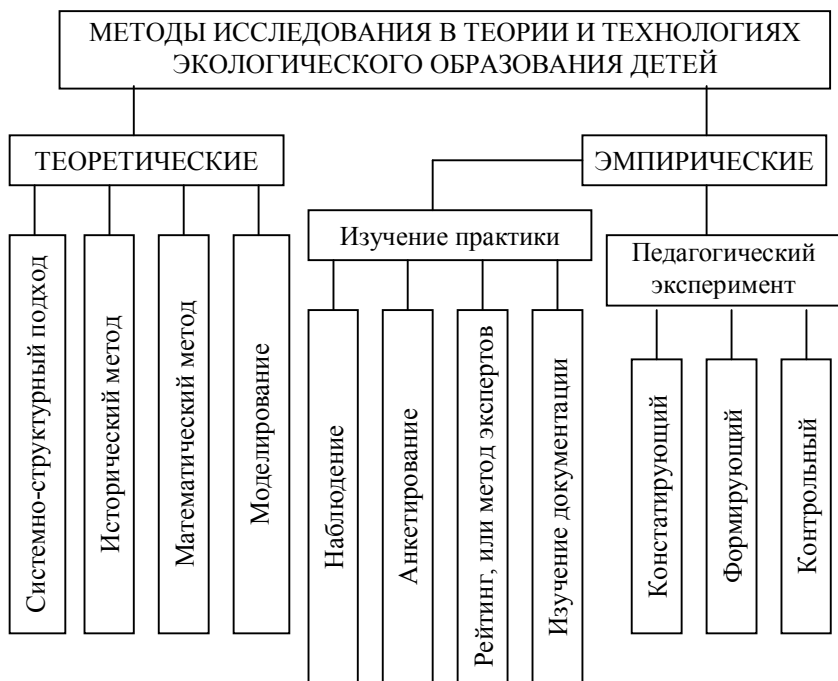 МЕТОДЫ ИССЛЕДОВАНИЯ В ТЕОРИИ И ТЕХНОЛОГИЯХ
ЭКОЛОГИЧЕСКОГО ОБРАЗОВАНИЯ ДЕТЕЙ
ТЕОРЕТИЧЕСКИЕ
ЭМПИРИЧЕСКИЕ
Изучение практики
Педагогический
эксперимент
Системно-структурный подход
Исторический метод
Математический метод
Моделирование
Наблюдение
Анкетирование
Рейтинг, или метод экспертов
Изучение документации
Констатирующий
Формирующий
Контрольный